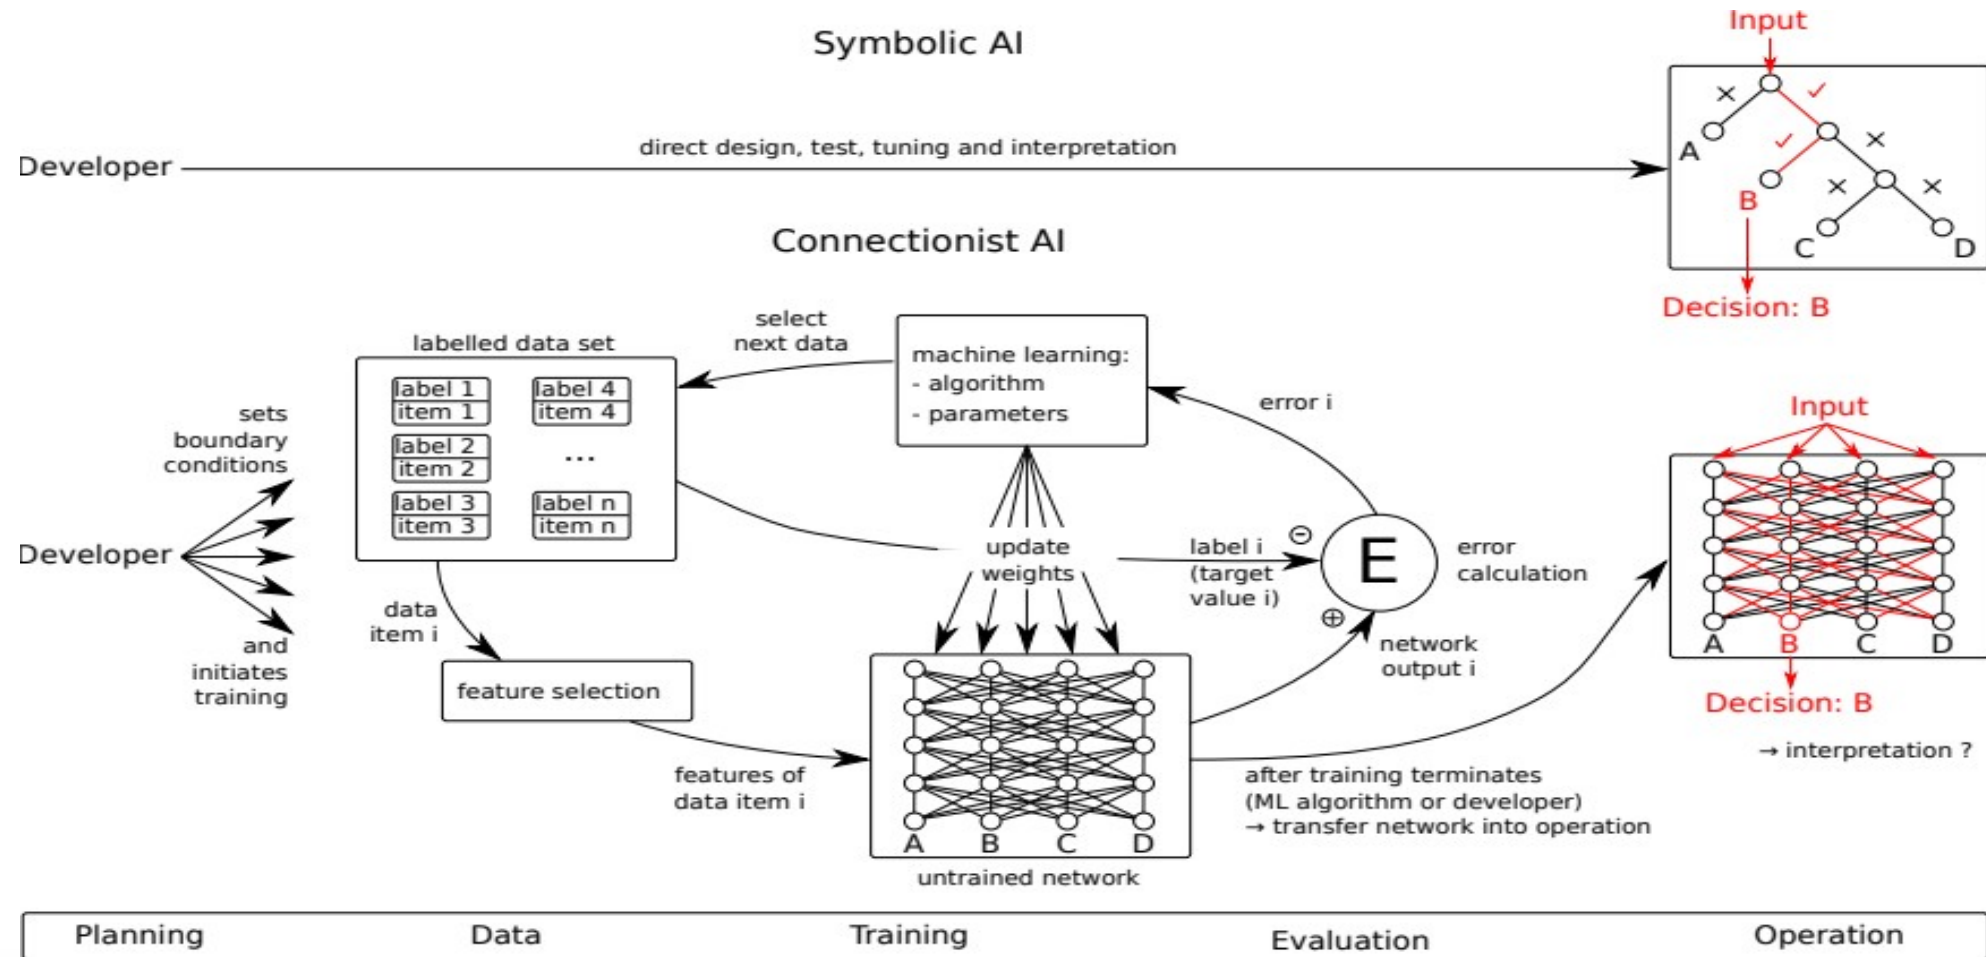 Symbolic AI
Input
Developer
direct design, test, tuning and interpretation
A
B
C
D
Decision: B
Connectionist AI
labelled data set
label 1
item 1
label 2
item 2
label 3
item 3
label 4
item 4
...
label n
item n
select
next data
machine learning:
- algorithm
- parameters
error i
sets
boundary
conditions
Developer
and
initiates
training
data
item i
feature selection
features of
data item i
update
weights
label i
(target
value i)
E
error
calculation
network
output i
A B C D
untrained network
after training terminates
(ML algorithm or developer)
→ transfer network into operation
Input
A B C D
Decision: B
→ interpretation ?
Planning Data Training Evaluation Operation